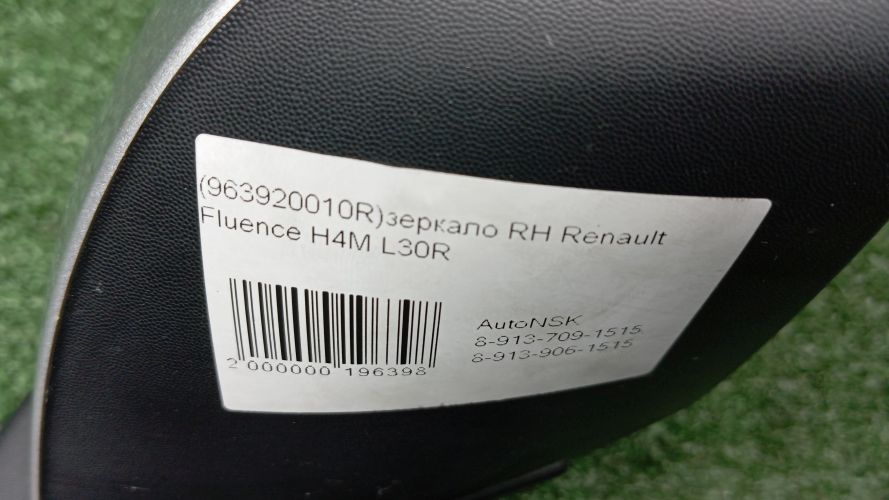 (963920010R)зеркало RH Renault
Fluence H4M L30R
AutoNSK
8-913-709-1515
8-913-906-1515
2 000000 196398